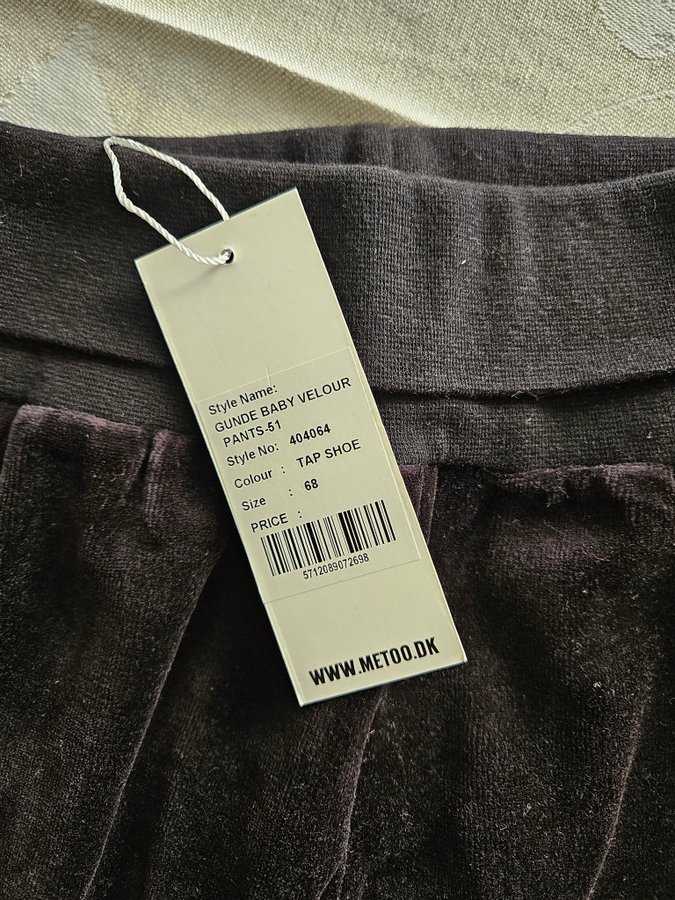 Style Name:
GUNDE BABY VELOUR
PANTS-51
Style No: 404064
Colour : TAP SHOE
Size : 68
PRICE :
5712089072698
WWW.METOO.DK